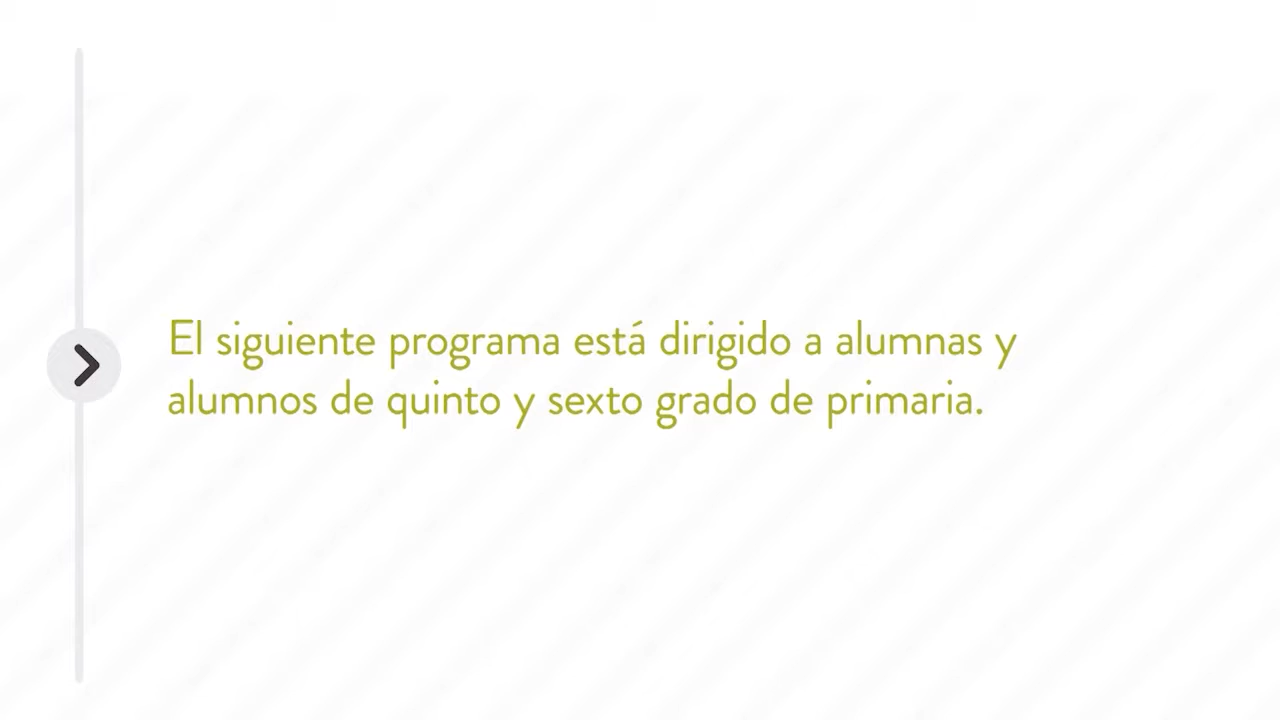 El siguiente programa está dirigido a alumnas y
alumnos de quinto y sexto grado de primaria.